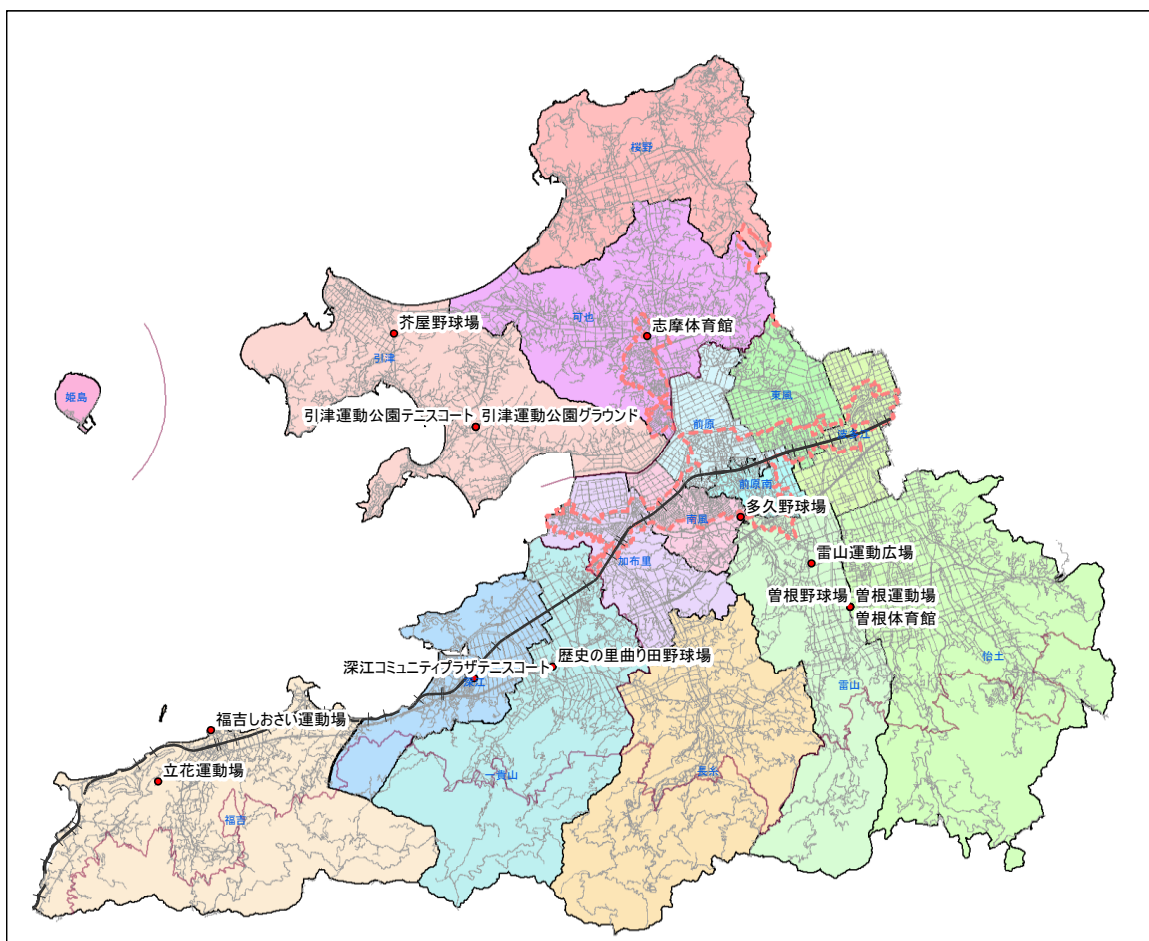 桜野
可也
志摩体育館
芥屋野球場
引津
姫島
東風
引津運動公園テニスコート
引津運動公園グラウンド
前原
前原南
多久野球場
南風
加布里
雷山運動広場
曽根野球場
曽根運動場
曽根体育館
怡土
歴史の里曲り田野球場
深江コミュニティプラザテニスコート
深江
雷山
福吉しおさい運動場
立花運動場
一貴山
長糸
福吉